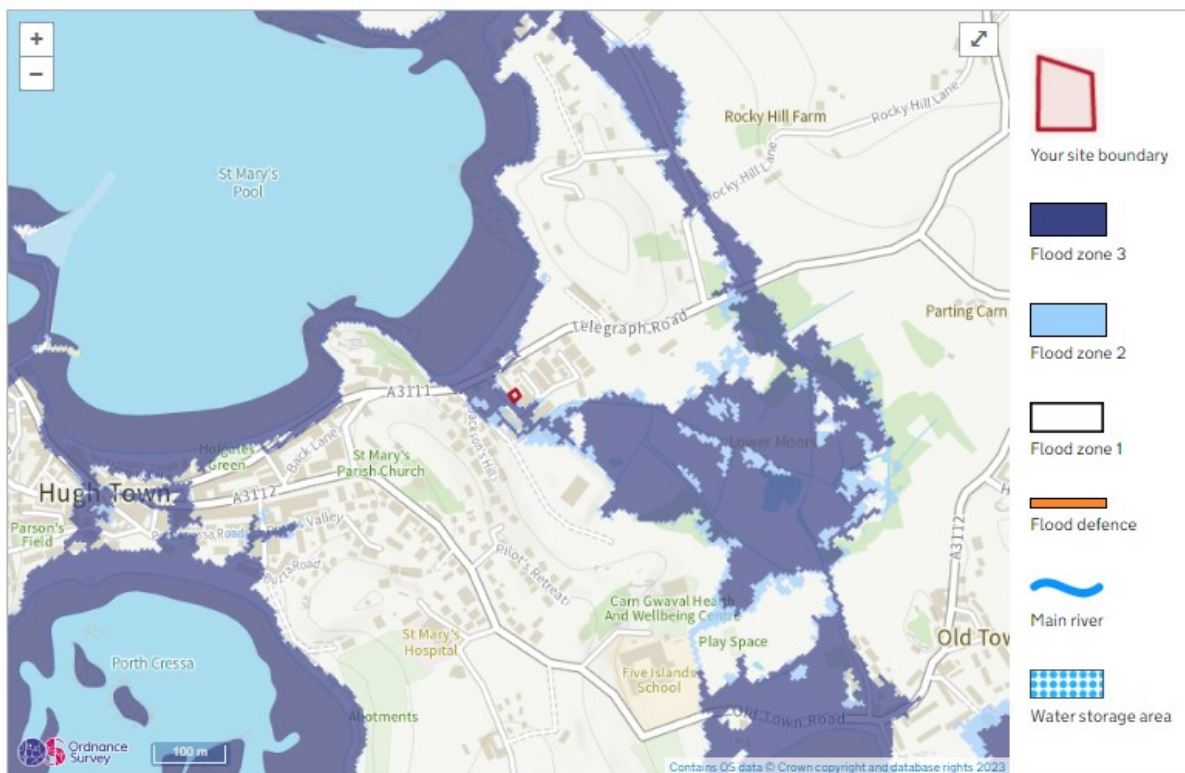 +
−
St Mary's
Pool
Rocky Hill Farm
Rocky Hill Lane
Rocky Hill Lane
Parting Carn
Telegraph Road
A3111
Back Lane
Holgates
Green
St Mary's
Parish Church
Jackson's Hill
Lower Moors
Hugh Town
A3112
Parson's
Field
Valley
Buzza Road
Pilot's Retreat
A3112
Carn Gwaval Health
And Wellbeing Centre
Play Space
Old Tow
St Mary's
Hospital
Porth Cressa
Five Islands
School
Old Town Road
Allotments
Ordnance
Survey
100 m
Contains OS data © Crown copyright and database rights 2023
Your site boundary
Flood zone 3
Flood zone 2
Flood zone 1
Flood defence
Main river
Water storage area